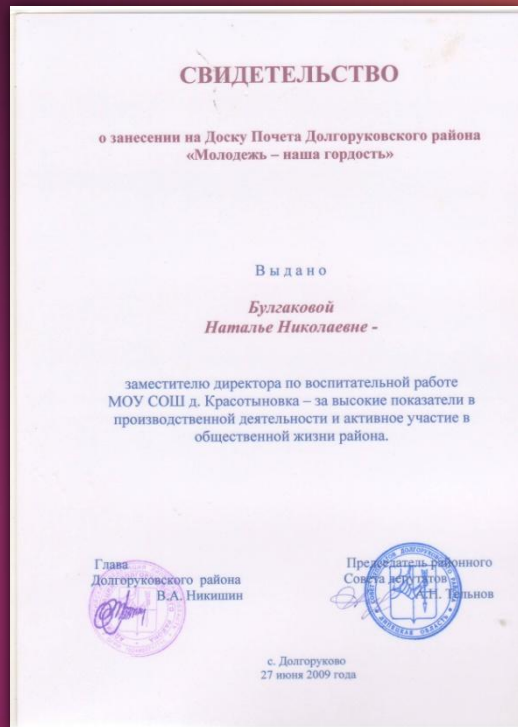 СВИДЕТЕЛЬСТВО
о занесении на Доску Почета Долгоруковского района
«Молодежь – наша гордость»
Выдано
Булгаковой
Наталье Николаевне -
заместителю директора по воспитательной работе
МОУ СОШ д. Красотыновка – за высокие показатели в
производственной деятельности и активное участие в
общественной жизни района.
Глава
Долгоруковского района
В.А. Никишин
Председатель районного
Совета депутатов
А.Н. Тельнов
с. Долгоруково
27 июня 2009 года